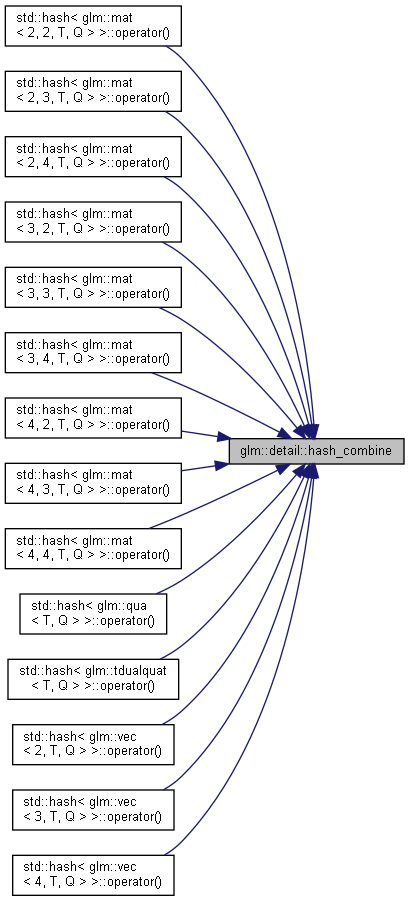 std::hash< glm::mat
< 2, 2, T, Q > >::operator()
std::hash< glm::mat
< 2, 3, T, Q > >::operator()
std::hash< glm::mat
< 2, 4, T, Q > >::operator()
std::hash< glm::mat
< 3, 2, T, Q > >::operator()
std::hash< glm::mat
< 3, 3, T, Q > >::operator()
std::hash< glm::mat
< 3, 4, T, Q > >::operator()
std::hash< glm::mat
< 4, 2, T, Q > >::operator()
glm::detail::hash_combine
std::hash< glm::mat
< 4, 3, T, Q > >::operator()
std::hash< glm::mat
< 4, 4, T, Q > >::operator()
std::hash< glm::qua
< T, Q > >::operator()
std::hash< glm::tdualquat
< T, Q > >::operator()
std::hash< glm::vec
< 2, T, Q > >::operator()
std::hash< glm::vec
< 3, T, Q > >::operator()
std::hash< glm::vec
< 4, T, Q > >::operator()